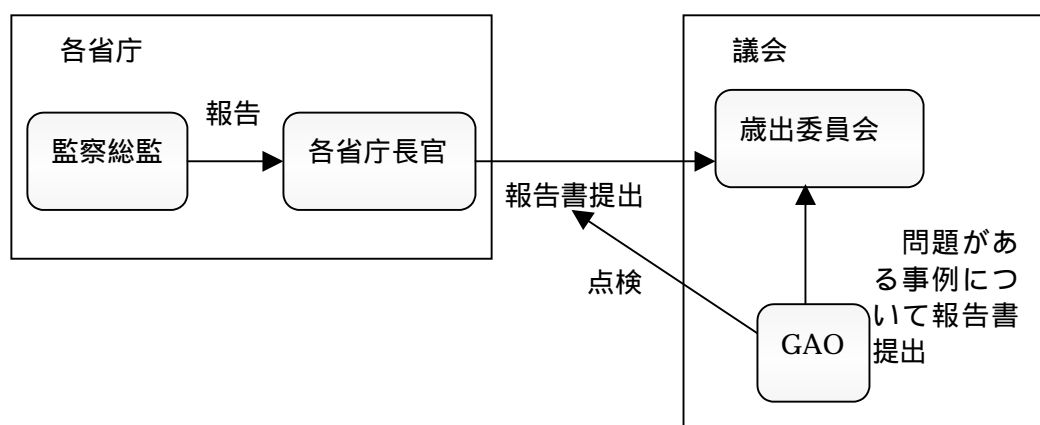 各省庁
議会
監察総監
報告
各省庁長官
歳出委員会
報告書提出
点検
GAO
問題があ
る事例につ
いて報告書
提出